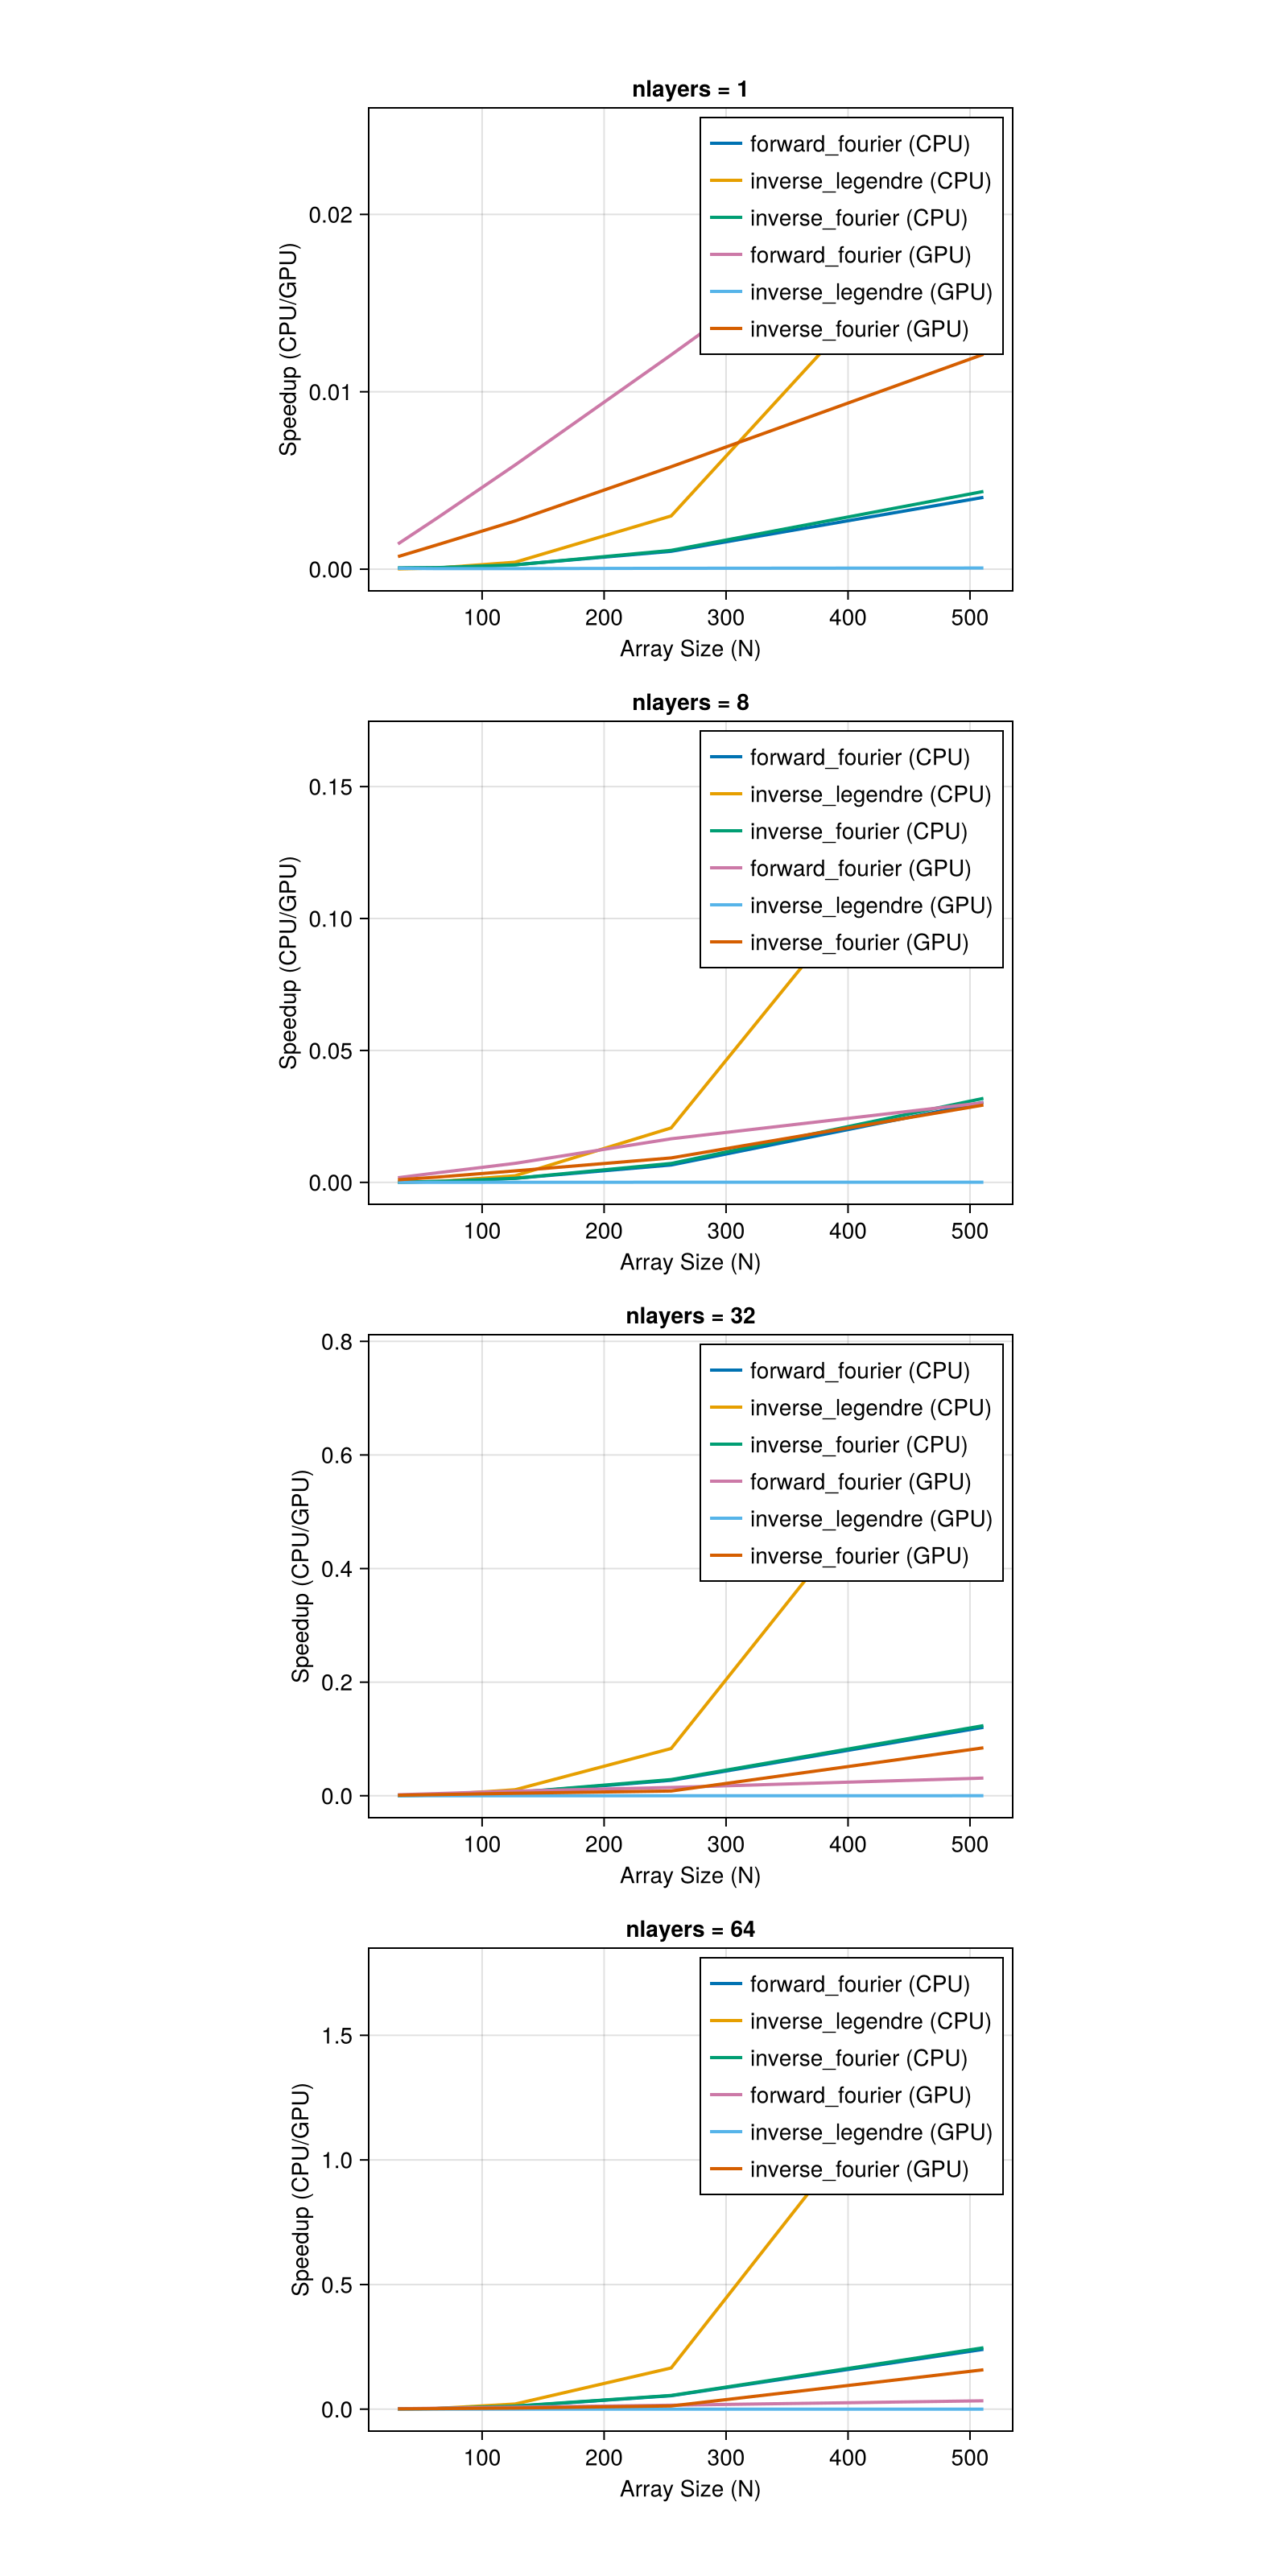 nlayers = 1
forward_fourier (CPU)
inverse_legendre (CPU)
inverse_fourier (CPU)
forward_fourier (GPU)
inverse_legendre (GPU)
inverse_fourier (GPU)
Speedup (CPU/GPU)
0.02
0.01
0.00
100 200 300 400 500
Array Size (N)
nlayers = 8
forward_fourier (CPU)
inverse_legendre (CPU)
inverse_fourier (CPU)
forward_fourier (GPU)
inverse_legendre (GPU)
inverse_fourier (GPU)
Speedup (CPU/GPU)
0.15
0.10
0.05
0.00
100 200 300 400 500
Array Size (N)
nlayers = 32
forward_fourier (CPU)
inverse_legendre (CPU)
inverse_fourier (CPU)
forward_fourier (GPU)
inverse_legendre (GPU)
inverse_fourier (GPU)
Speedup (CPU/GPU)
0.8
0.6
0.4
0.2
0.0
100 200 300 400 500
Array Size (N)
nlayers = 64
forward_fourier (CPU)
inverse_legendre (CPU)
inverse_fourier (CPU)
forward_fourier (GPU)
inverse_legendre (GPU)
inverse_fourier (GPU)
Speedup (CPU/GPU)
1.5
1.0
0.5
0.0
100 200 300 400 500
Array Size (N)